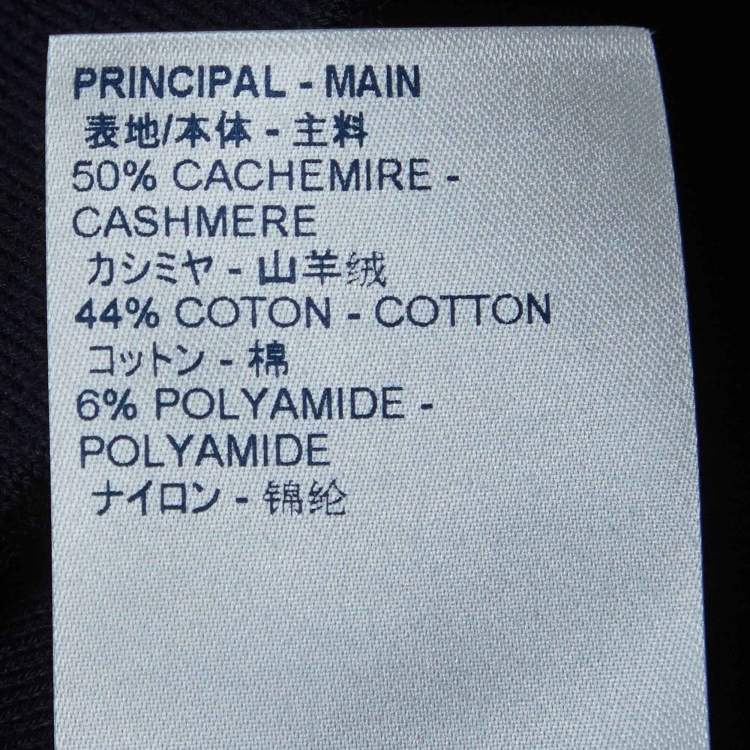 PRINCIPAL - MAIN
表地/本体 - 主料
50% CACHEMIRE -
CASHMERE
カシミヤ - 山羊绒
44% COTON - COTTON
コットン - 棉
6% POLYAMIDE -
POLYAMIDE
ナイロン - 锦纶